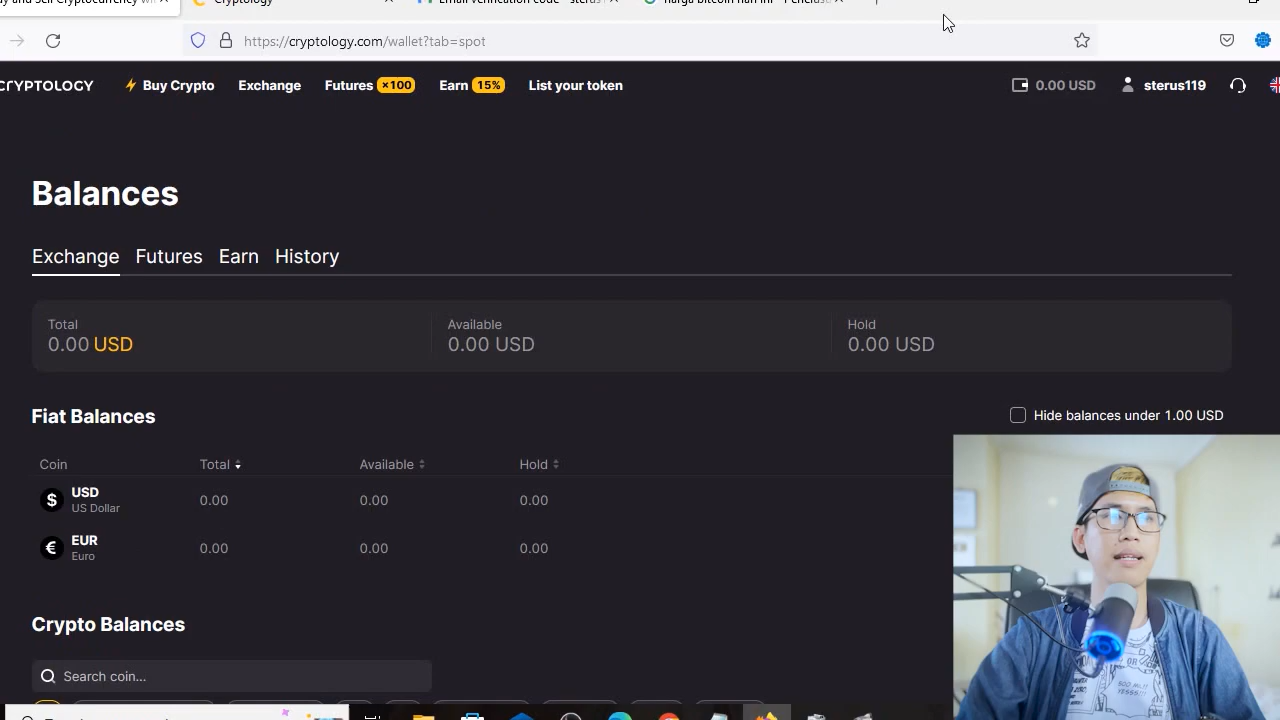 Cryptology
https://cryptology.com/wallet?tab=spot
CRYPTOLOGY
Buy Crypto
Exchange
Futures ×100
Earn 15%
List your token
0.00 USD
sterus119
Balances
Exchange
Futures
Earn
History
Total
Available
Hold
0.00 USD
0.00 USD
0.00 USD
Fiat Balances
Hide balances under 1.00 USD
Coin
Total
Available
Hold
USD
US Dollar
0.00
0.00
0.00
EUR
Euro
0.00
0.00
0.00
Crypto Balances
Search coin...